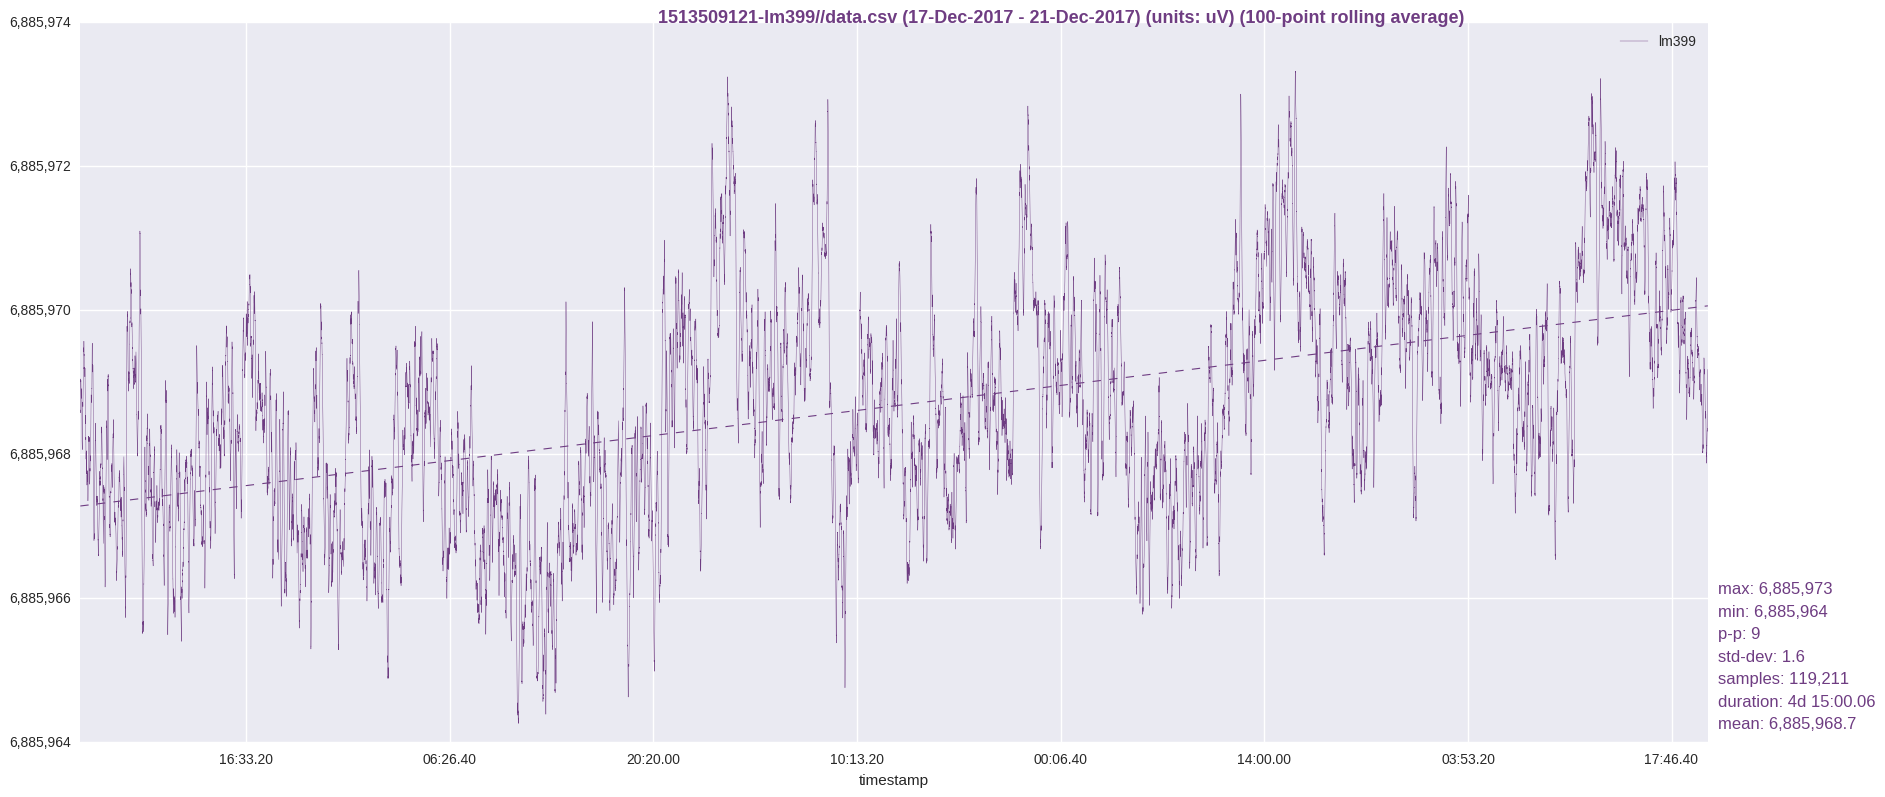 1513509121-lm399//data.csv (17-Dec-2017 - 21-Dec-2017) (units: uV) (100-point rolling average)
lm399
6,885,974
6,885,972
6,885,970
6,885,968
6,885,966
6,885,964
16:33.20 06:26.40 20:20.00 10:13.20 00:06.40 14:00.00 03:53.20 17:46.40
timestamp
max: 6,885,973
min: 6,885,964
p-p: 9
std-dev: 1.6
samples: 119,211
duration: 4d 15:00.06
mean: 6,885,968.7